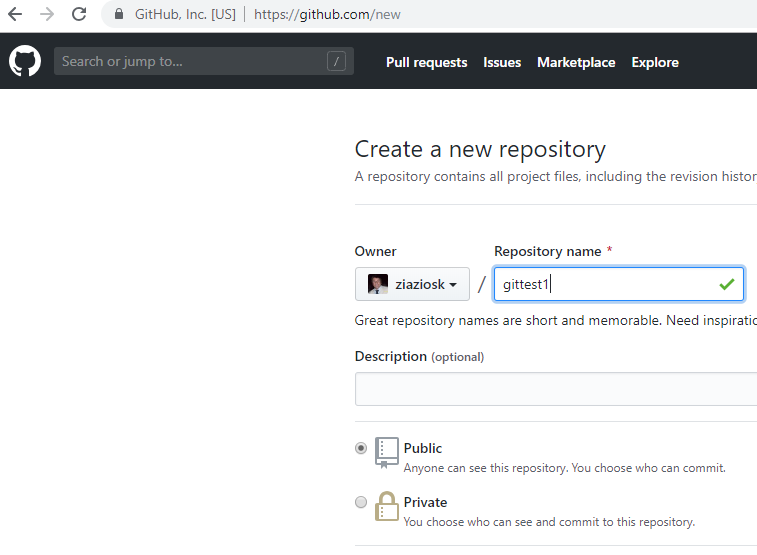 GitHub, Inc. [US] | https://github.com/new
Search or jump to... /
Pull requests Issues Marketplace Explore
Create a new repository
A repository contains all project files, including the revision histor
Owner Repository name *
ziaziosk / gittest1
Great repository names are short and memorable. Need inspiratio
Description (optional)
Public
Anyone can see this repository. You choose who can commit.
Private
You choose who can see and commit to this repository.